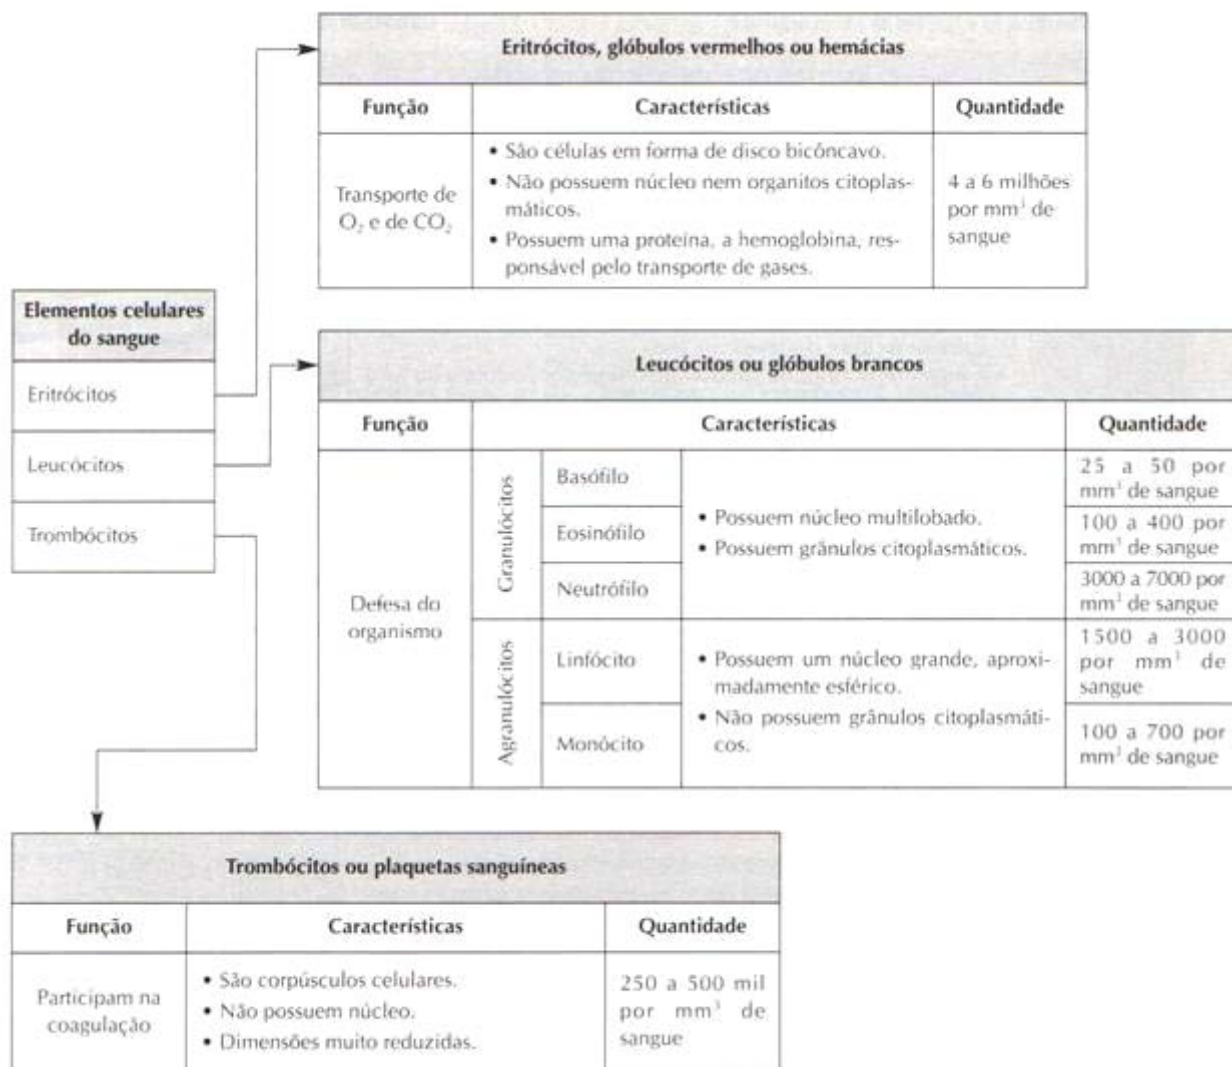 Eritrócitos, glóbulos vermelhos ou hemácias
Função
Características
Quantidade
Transporte de
O₂ e de CO₂
• São células em forma de disco bicôncavo.
• Não possuem núcleo nem organitos citoplas-
máticos.
• Possuem uma proteína, a hemoglobina, res-
ponsável pelo transporte de gases.
4 a 6 milhões
por mm³ de
sangue
Elementos celulares
do sangue
Eritrócitos
Leucócitos
Trombócitos
Leucócitos ou glóbulos brancos
Função
Características
Quantidade
Defesa do
organismo
Granulócitos
Basófilo
Eosinófilo
Neutrófilo
• Possuem núcleo multilobado.
• Possuem grânulos citoplasmáticos.
25 a 50 por
mm³ de sangue
100 a 400 por
mm³ de sangue
3000 a 7000 por
mm³ de sangue
Agranulócitos
Linfócito
Monócito
• Possuem um núcleo grande, aproxi-
madamente esférico.
• Não possuem grânulos citoplasmáti-
cos.
1500 a 3000
por mm³ de
sangue
100 a 700 por
mm³ de sangue
Trombócitos ou plaquetas sanguíneas
Função
Características
Quantidade
Participam na
coagulação
• São corpúsculos celulares.
• Não possuem núcleo.
• Dimensões muito reduzidas.
250 a 500 mil
por mm³ de
sangue